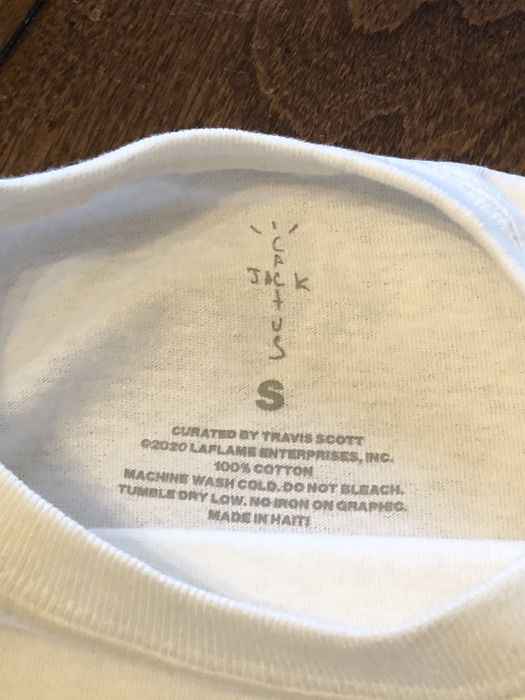 CACTUS
JACK
S
CURATED BY TRAVIS SCOTT
©2020 LAFLAME ENTERPRISES, INC.
100% COTTON
MACHINE WASH COLD. DO NOT BLEACH.
TUMBLE DRY LOW. NO IRON ON GRAPHIC.
MADE IN HAITI